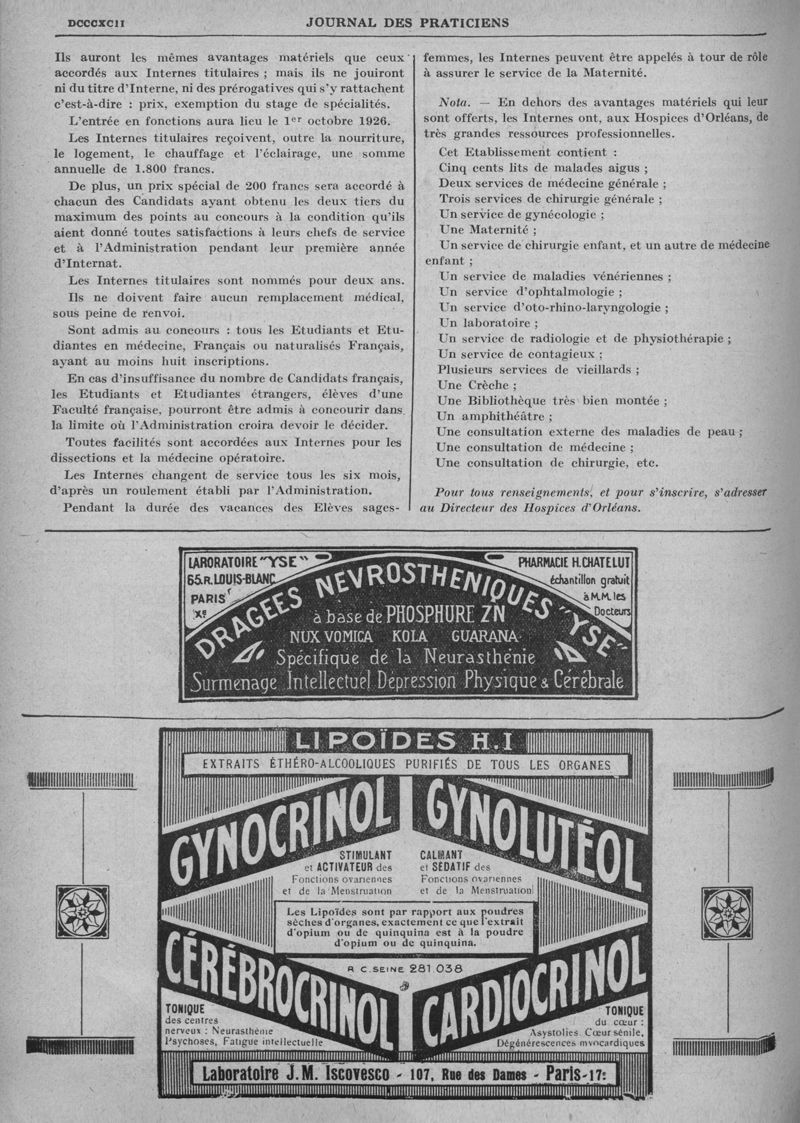 DCCCXCII
JOURNAL DES PRATICIENS
Ils auront les mêmes avantages matériels que ceux
accordés aux Internes titulaires ; mais ils ne jouiront
ni du titre d'Interne, ni des prérogatives qui s'y rattachent
c'est-à-dire : prix, exemption du stage de spécialités.
L'entrée en fonctions aura lieu le 1er octobre 1926.
Les Internes titulaires reçoivent, outre la nourriture,
le logement, le chauffage et l'éclairage, une somme
annuelle de 1.800 francs.
De plus, un prix spécial de 200 francs sera accordé à
chacun des Candidats ayant obtenu les deux tiers du
maximum des points au concours à la condition qu'ils
aient donné toutes satisfactions à leurs chefs de service
et à l'Administration pendant leur première année
d'Internat.
Les Internes titulaires sont nommés pour deux ans.
Ils ne doivent faire aucun remplacement médical,
sous peine de renvoi.
Sont admis au concours : tous les Etudiants et Etu-
diantes en médecine, Français ou naturalisés Français,
ayant au moins huit inscriptions.
En cas d'insuffisance du nombre de Candidats français,
les Etudiants et Etudiantes étrangers, élèves d'une
Faculté française, pourront être admis à concourir dans
la limite où l'Administration croira devoir le décider.
Toutes facilités sont accordées aux Internes pour les
dissections et la médecine opératoire.
Les Internes changent de service tous les six mois,
d'après un roulement établi par l'Administration.
Pendant la durée des vacances des Elèves sages-
femmes, les Internes peuvent être appelés à tour de rôle
à assurer le service de la Maternité.
Nota. — En dehors des avantages matériels qui leur
sont offerts, les Internes ont, aux Hospices d'Orléans, de
très grandes ressources professionnelles.
Cet Etablissement contient :
Cinq cents lits de malades aigus ;
Deux services de médecine générale ;
Trois services de chirurgie générale ;
Un service de gynécologie ;
Une Maternité ;
Un service de chirurgie enfant, et un autre de médecine
enfant ;
Un service de maladies vénériennes ;
Un service d'ophtalmologie ;
Un service d'oto-rhino-laryngologie ;
Un laboratoire ;
Un service de radiologie et de physiothérapie ;
Un service de contagieux ;
Plusieurs services de vieillards ;
Une Crèche ;
Une Bibliothèque très bien montée ;
Un amphithéâtre ;
Une consultation externe des maladies de peau ;
Une consultation de médecine ;
Une consultation de chirurgie, etc.
Pour tous renseignements, et pour s'inscrire, s'adresser
au Directeur des Hospices d'Orléans.
LABORATOIRE "YSE"
65.R.LOUIS-BLANC
PARIS
Xe
PHARMACIE H.CHATELUT
échantillon gratuit
à M.M. les
Docteurs
DRAGÉES NEVROSTHENIQUES "YSE"
à base de PHOSPHURE ZN
NUX VOMICA KOLA GUARANA
Spécifique de la Neurasthénie
Surmenage Intellectuel Dépression Physique & Cérébrale
LIPOÏDES H.I
EXTRAITS ÉTHÉRO-ALCOOLIQUES PURIFIÉS DE TOUS LES ORGANES
GYNOCRINOL
STIMULANT
et ACTIVATEUR des
Fonctions ovariennes
et de la Menstruation
GYNOLUTÉOL
CALMANT
et SÉDATIF des
Fonctions ovariennes
et de la Menstruation
Les Lipoïdes sont par rapport aux poudres
sèches d'organes, exactement ce que l'extrait
d'opium ou de quinquina est à la poudre
d'opium ou de quinquina.
R C. SEINE 281 038
CÉRÉBROCRINOL
TONIQUE
des centres
nerveux : Neurasthénie
Psychoses, Fatigue intellectuelle
CARDIOCRINOL
TONIQUE
du cœur :
Asystolies. Cœur sénile,
Dégénérescences myocardiques
Laboratoire J.M. Iscovesco - 107, Rue des Dames - Paris-17e